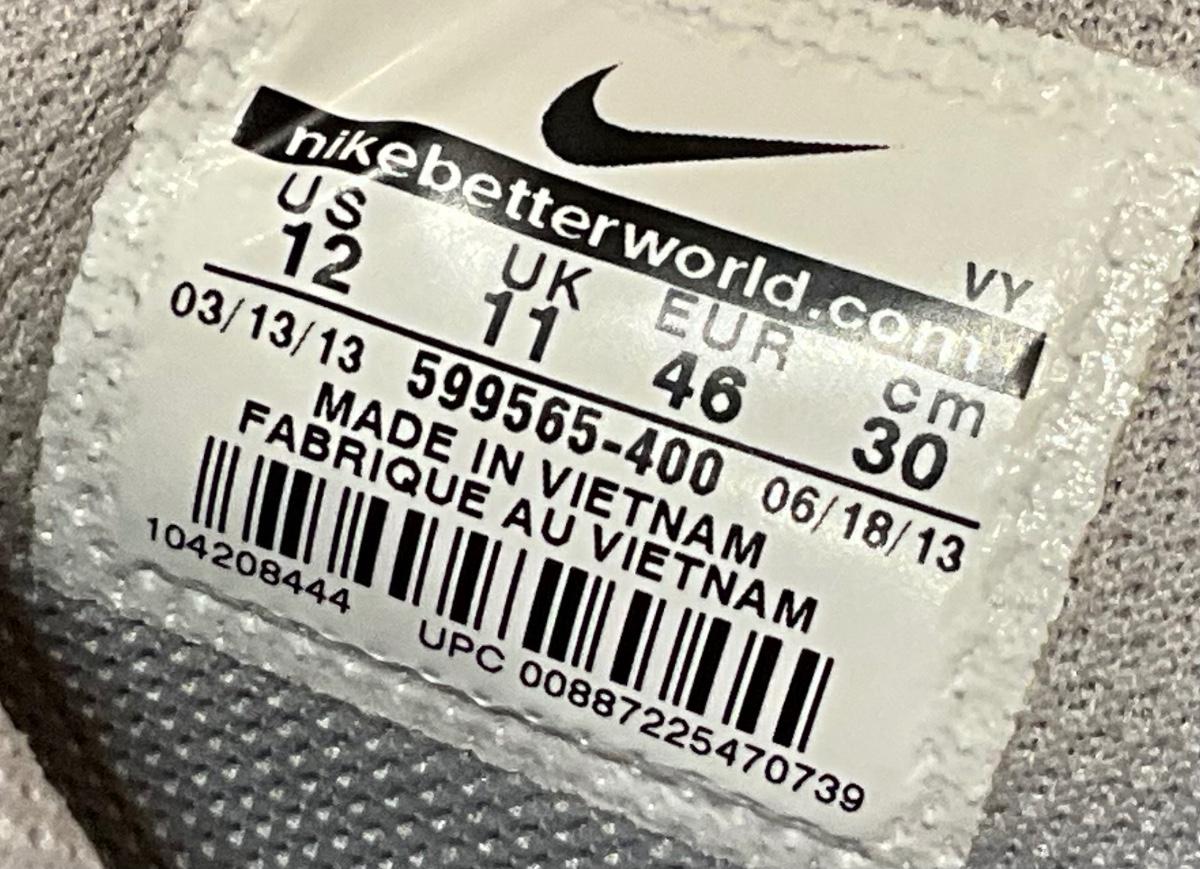 nikebetterworld.com
VY
US UK EUR cm
12 11 46 30
03/13/13 599565-400 06/18/13
MADE IN VIETNAM
FABRIQUE AU VIETNAM
104208444 UPC 00887225470739